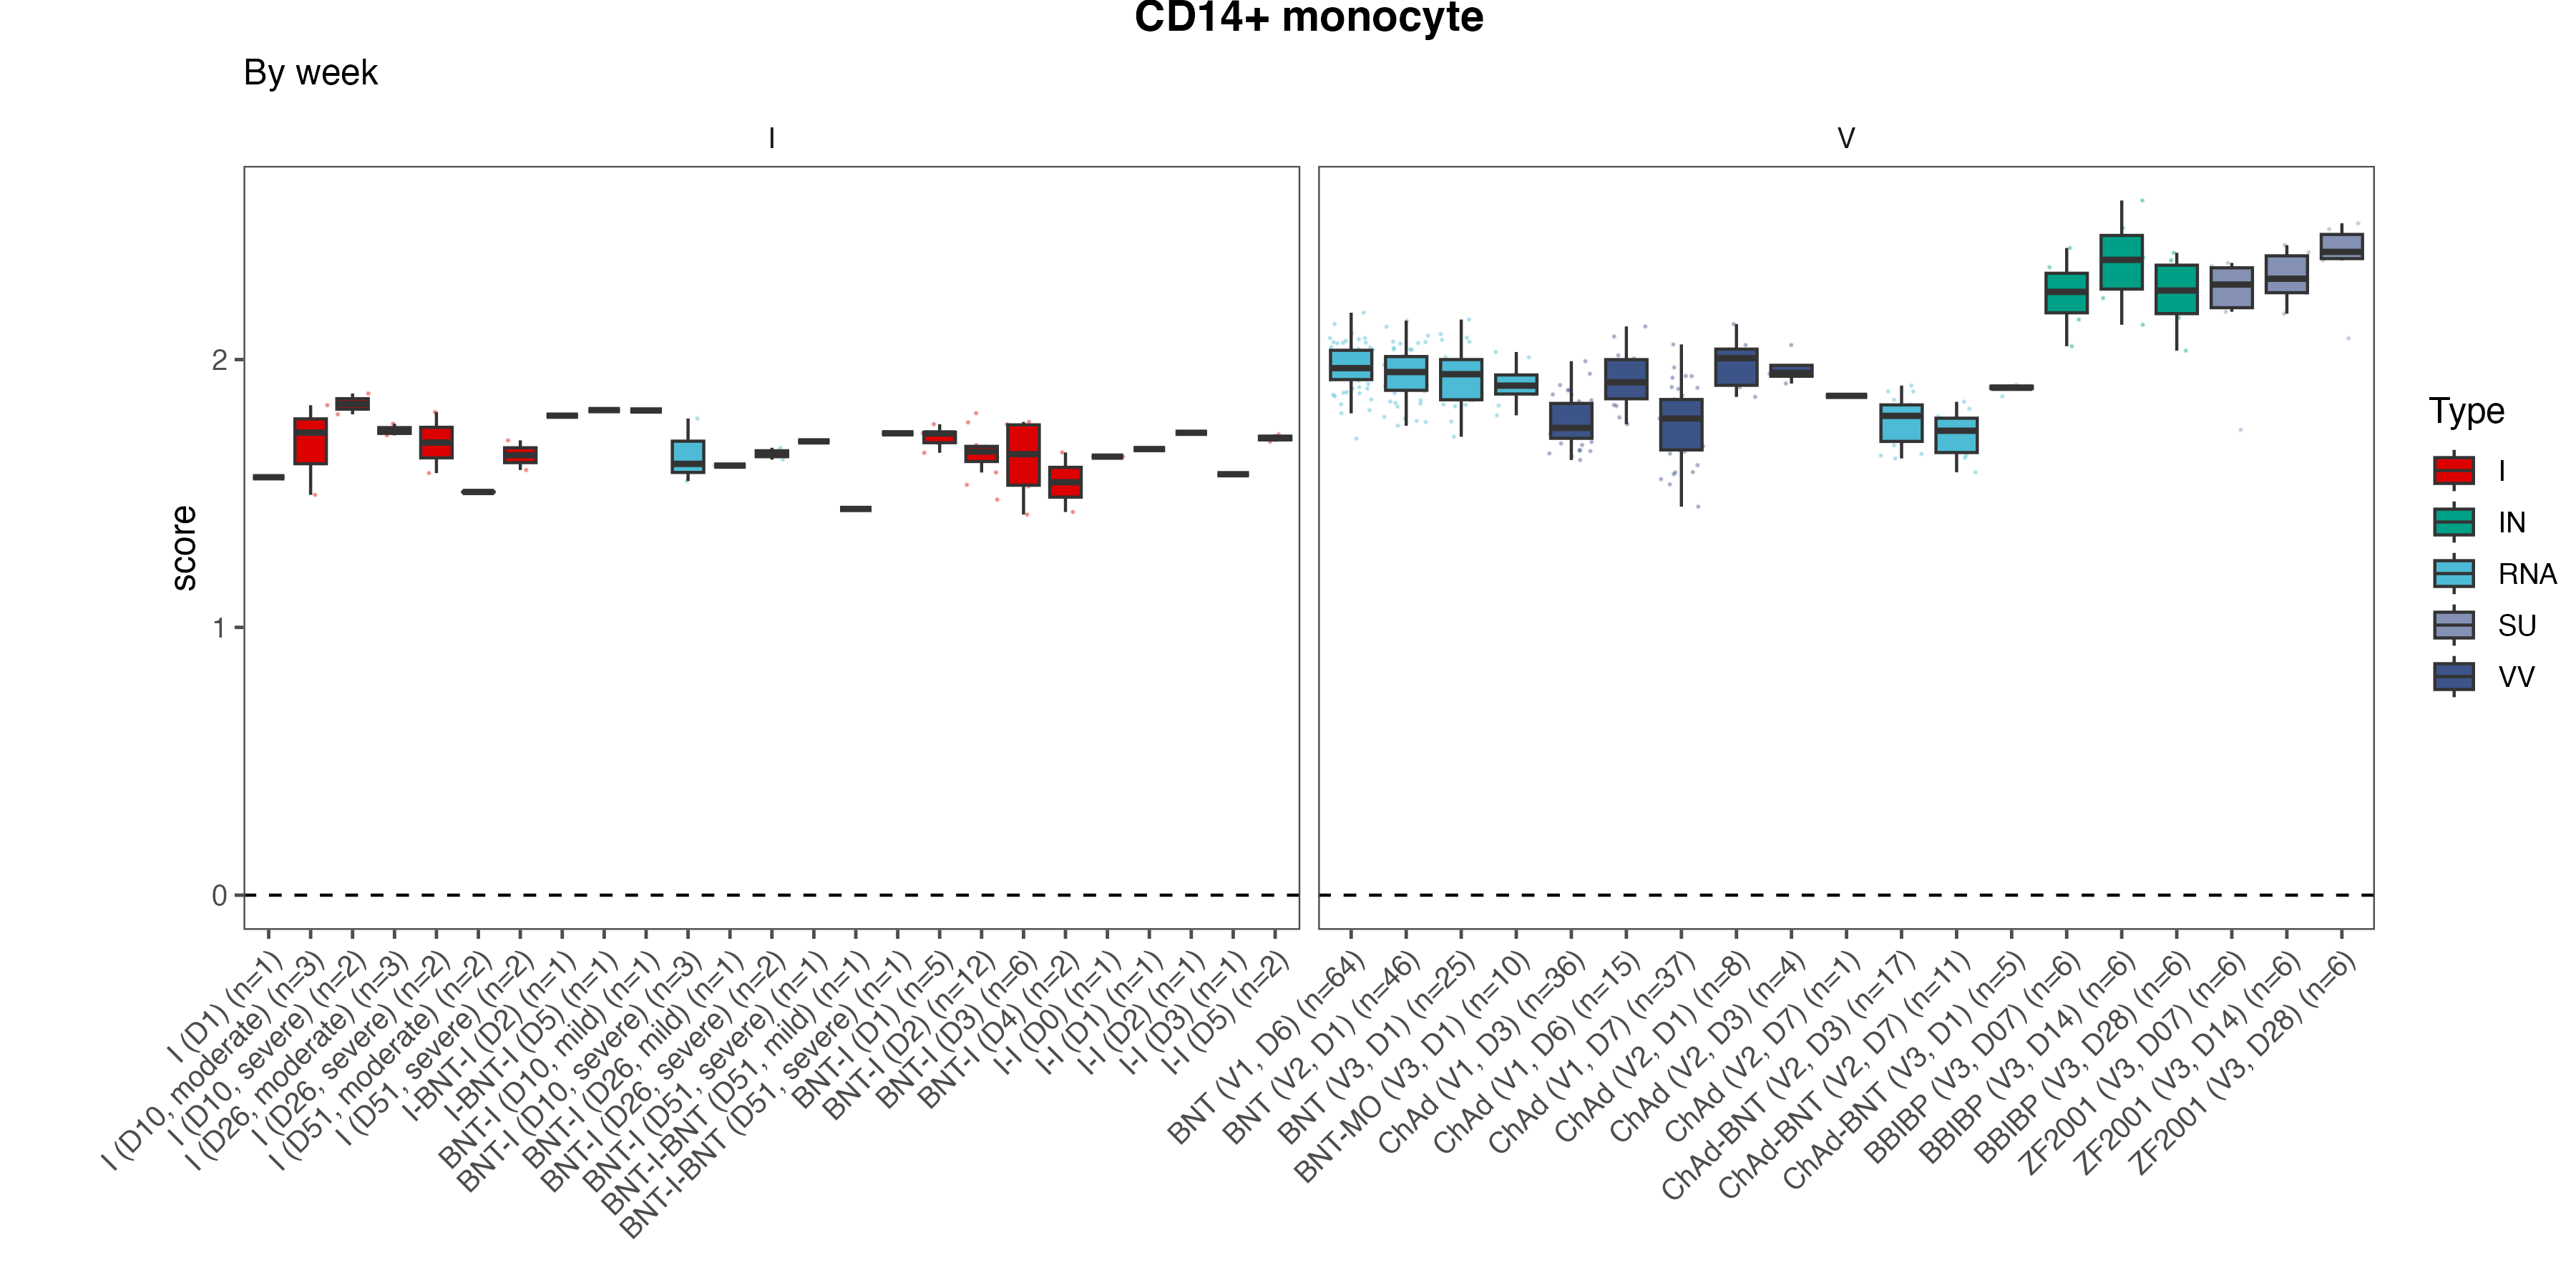 CD14+ monocyte
By week
I
V
score
2
1
0
I (D1) (n=1)
I (D10, moderate) (n=3)
I (D10, severe) (n=2)
I (D26, moderate) (n=3)
I (D26, severe) (n=2)
I (D51, moderate) (n=2)
I (D51, severe) (n=2)
I-BNT-I (D2) (n=1)
I-BNT-I (D5) (n=1)
BNT-I (D10, mild) (n=1)
BNT-I (D10, severe) (n=3)
BNT-I (D26, mild) (n=1)
BNT-I (D26, severe) (n=2)
BNT-I (D51, severe) (n=1)
BNT-I-BNT (D51, mild) (n=1)
BNT-I-BNT (D51, severe) (n=1)
BNT-I (D1) (n=5)
BNT-I (D2) (n=12)
BNT-I (D3) (n=6)
BNT-I (D4) (n=2)
I-I (D0) (n=1)
I-I (D1) (n=1)
I-I (D2) (n=1)
I-I (D3) (n=1)
I-I (D5) (n=2)
BNT (V1, D6) (n=64)
BNT (V2, D1) (n=46)
BNT (V3, D1) (n=25)
BNT-MO (V3, D1) (n=10)
ChAd (V1, D3) (n=36)
ChAd (V1, D6) (n=15)
ChAd (V1, D7) (n=37)
ChAd (V2, D1) (n=8)
ChAd (V2, D3) (n=4)
ChAd (V2, D7) (n=1)
ChAd-BNT (V2, D3) (n=17)
ChAd-BNT (V2, D7) (n=11)
ChAd-BNT (V3, D1) (n=5)
BBIBP (V3, D07) (n=6)
BBIBP (V3, D14) (n=6)
BBIBP (V3, D28) (n=6)
ZF2001 (V3, D07) (n=6)
ZF2001 (V3, D14) (n=6)
ZF2001 (V3, D28) (n=6)
Type
I
IN
RNA
SU
VV